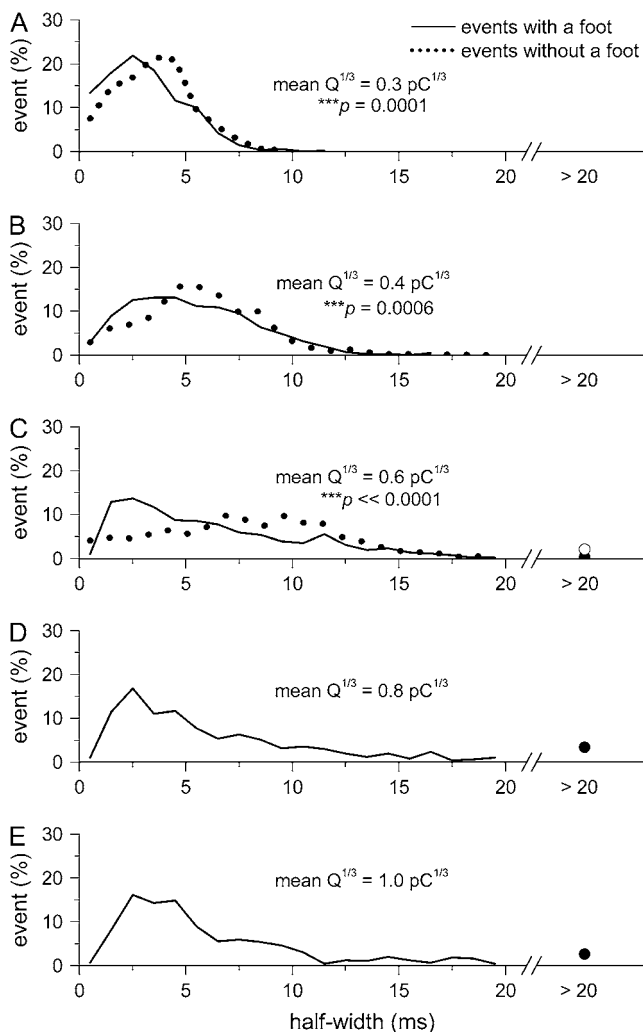 A
events with a foot
events without a foot
mean Q1/3 = 0.3 pC1/3
***p = 0.0001
event (%)
30
20
10
0
0 5 10 15 20 > 20
B
mean Q1/3 = 0.4 pC1/3
***p = 0.0006
event (%)
30
20
10
0
0 5 10 15 20 > 20
C
mean Q1/3 = 0.6 pC1/3
***p << 0.0001
event (%)
30
20
10
0
0 5 10 15 20 > 20
D
mean Q1/3 = 0.8 pC1/3
event (%)
30
20
10
0
0 5 10 15 20 > 20
E
mean Q1/3 = 1.0 pC1/3
event (%)
30
20
10
0
0 5 10 15 20 > 20
half-width (ms)